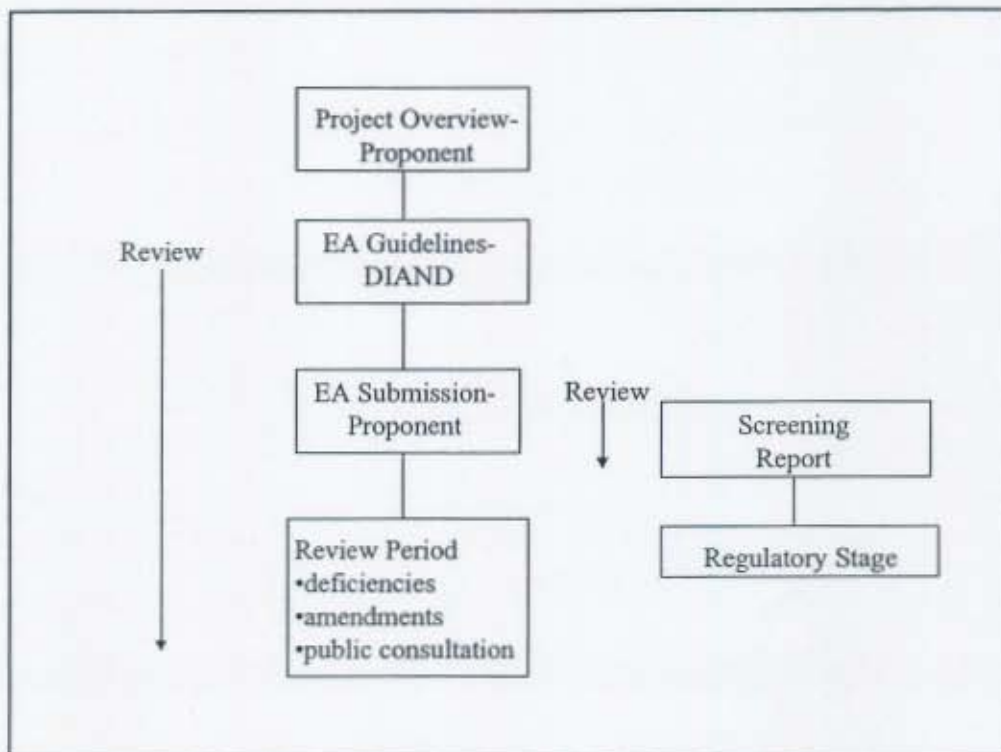 Project Overview-
Proponent
Review
EA Guidelines-
DIAND
EA Submission-
Proponent
Review Period
•deficiencies
•amendments
•public consultation
Review
Screening
Report
Regulatory Stage